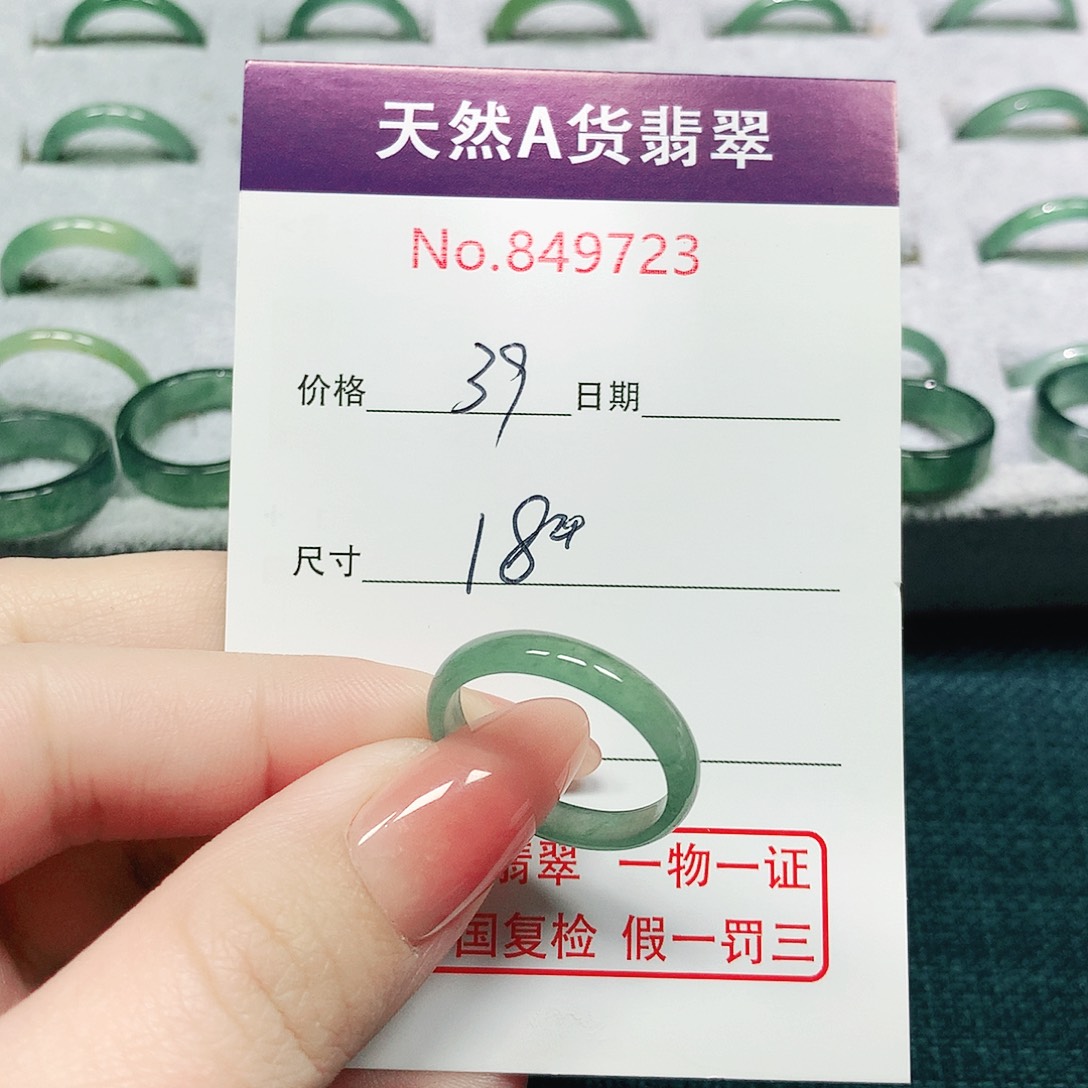 天然A货翡翠
No.849723
价格 39 日期
尺寸 18
翡翠 一物一证
国复检 假一罚三